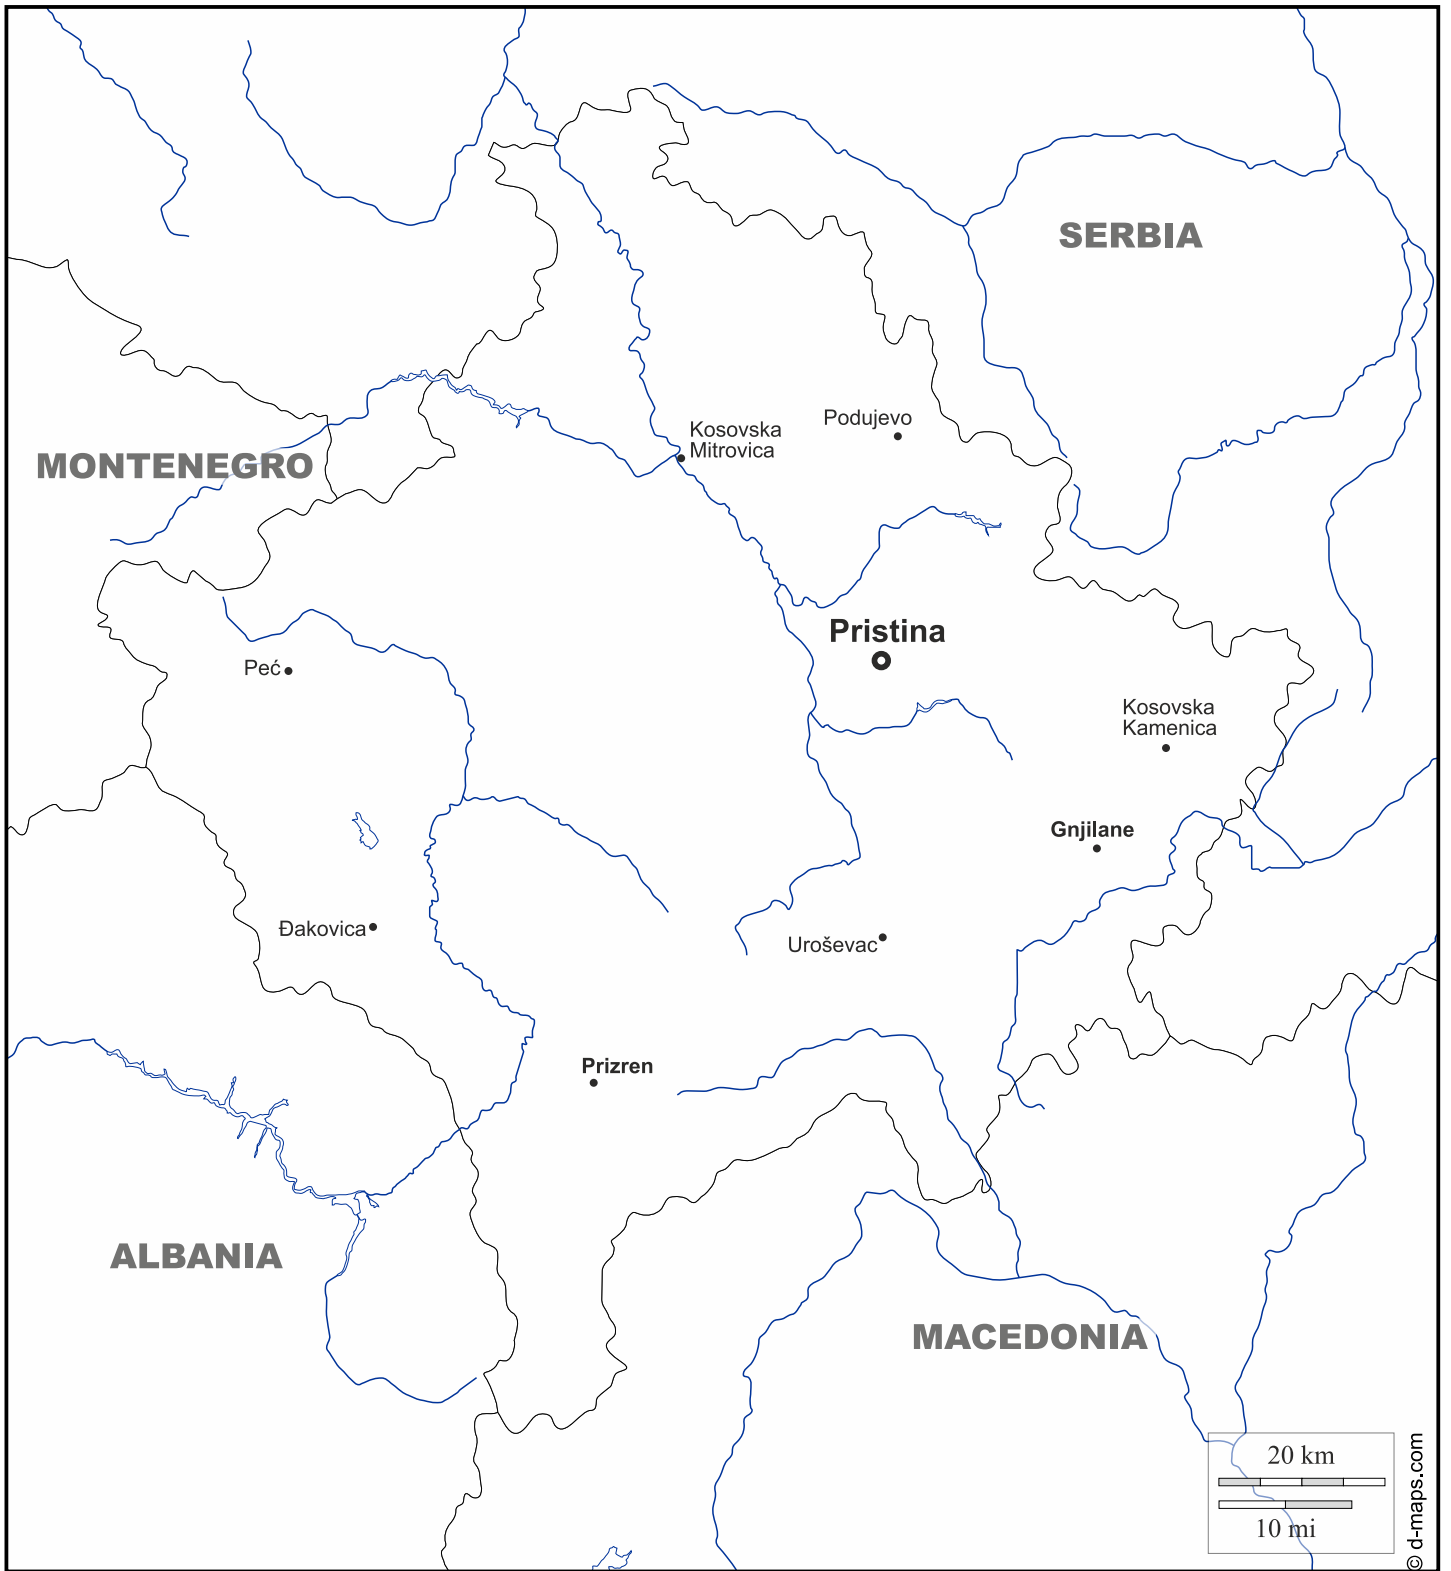 SERBIA
Podujevo
Kosovska
Mitrovica
MONTENEGRO
Pristina
Peć
Kosovska
Kamenica
Gnjilane
Đakovica
Uroševac
Prizren
ALBANIA
MACEDONIA
20 km
10 mi
© d-maps.com